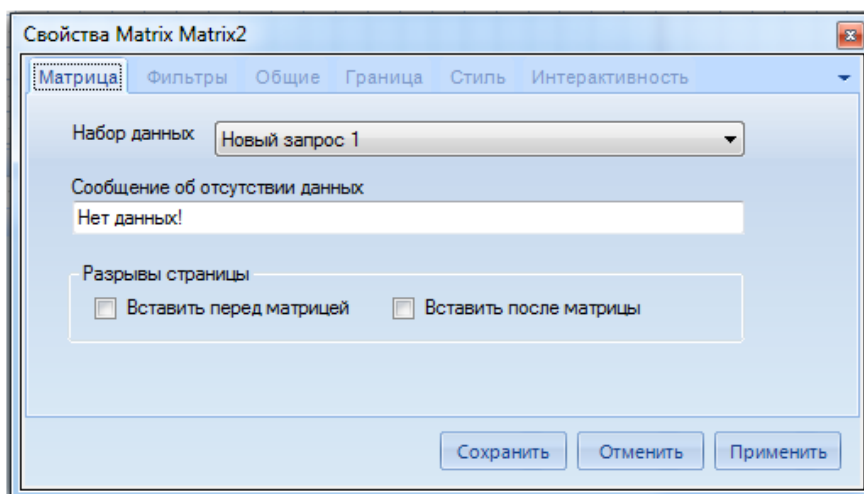 Свойства Matrix Matrix2
Матрица Фильтры Общие Граница Стиль Интерактивность
Набор данных Новый запрос 1
Сообщение об отсутствии данных
Нет данных!
Разрывы страницы
Вставить перед матрицей Вставить после матрицы
Сохранить Отменить Применить